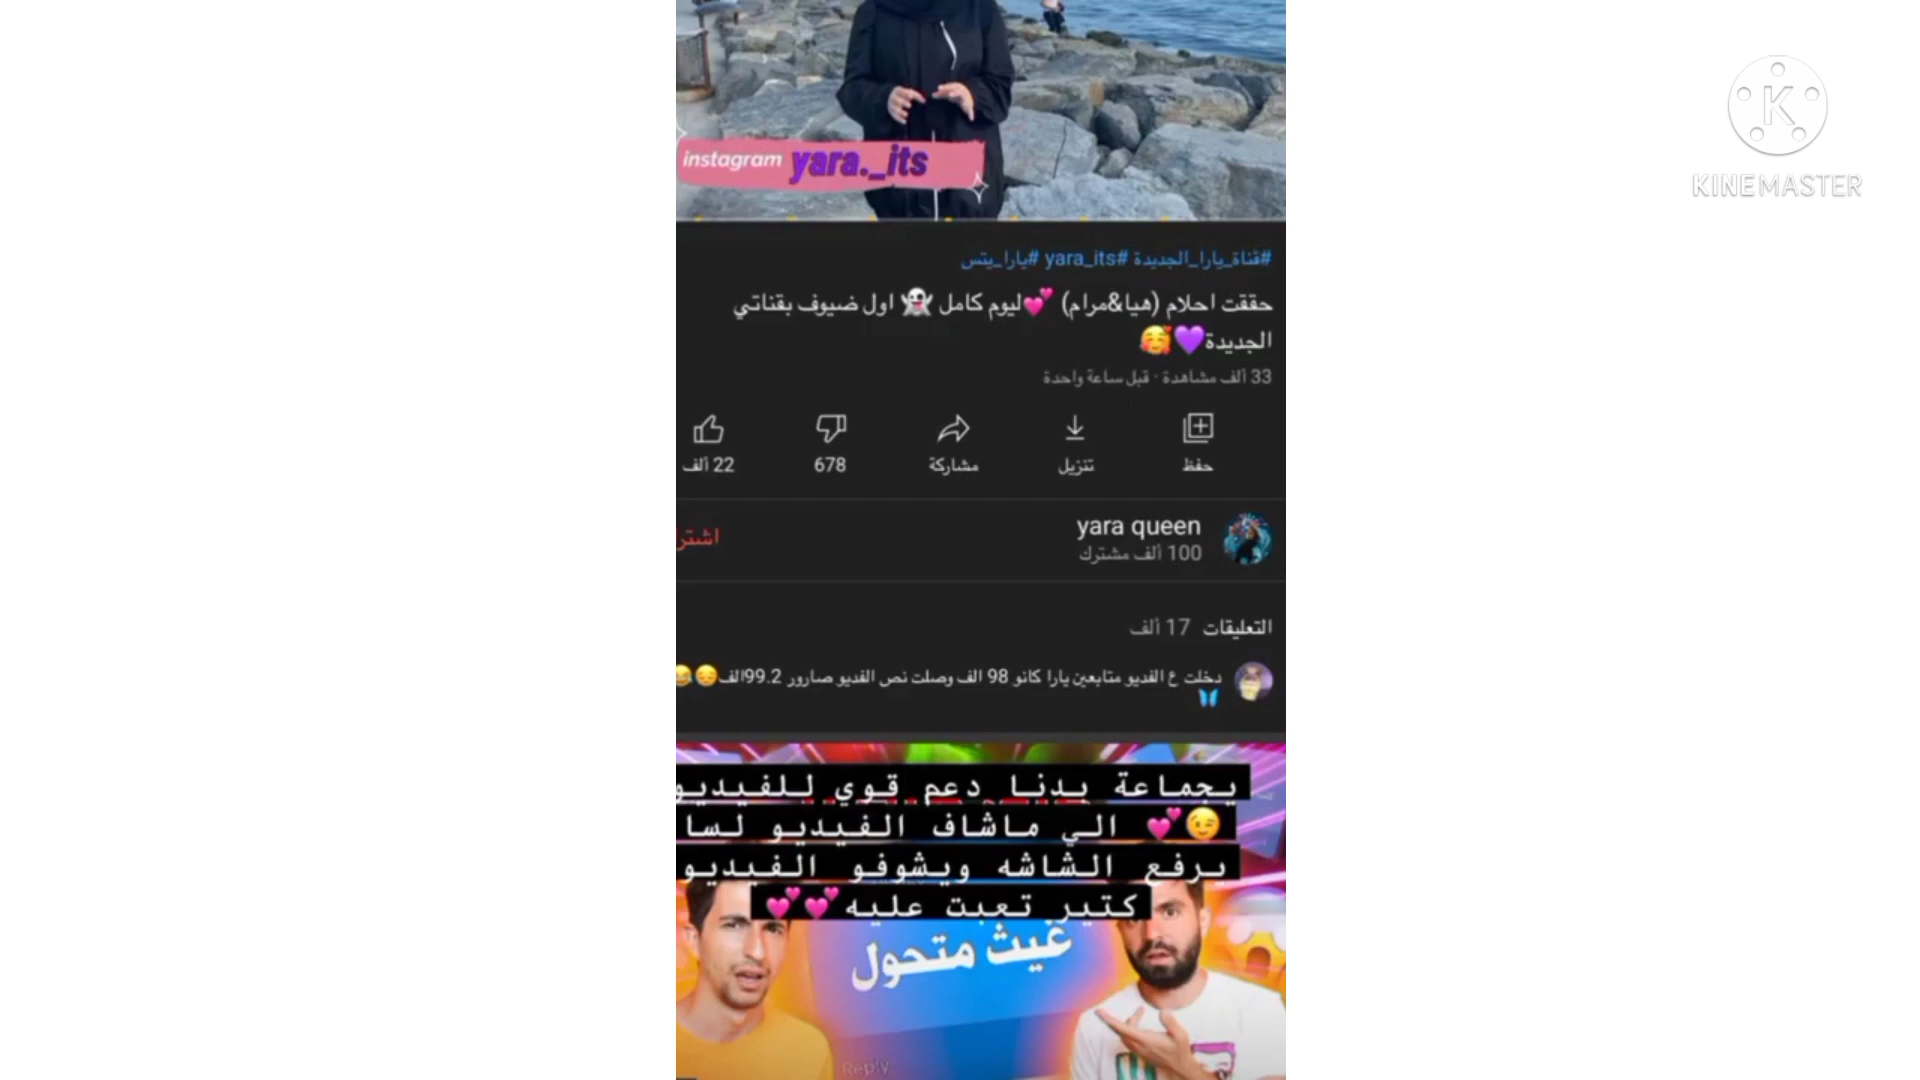 instagram yara._its
KINEMASTER
#قناة_يارا_الجديدة #yara_its #يارا_يتس
حققت احلام (هيا&مرام) 💕ليوم كامل 👻 اول ضيوف بقناتي
الجديدة💜🥰
33 ألف مشاهدة · قبل ساعة واحدة
حفظ تنزيل مشاركة 678 22 ألف
yara queen
100 ألف مشترك
اشتر
التعليقات 17 ألف
دخلت ع الفديو متابعين يارا كانو 98 الف وصلت نص الفديو صارور 99.2الف😔😂
🦋
يجماعة بدنا دعم قوي للفيديو
😉💕 الي ماشاف الفيديو لسا
يرفع الشاشه ويشوفو الفيديو
كتير تعبت عليه💕💕
غيث متحول
Reply